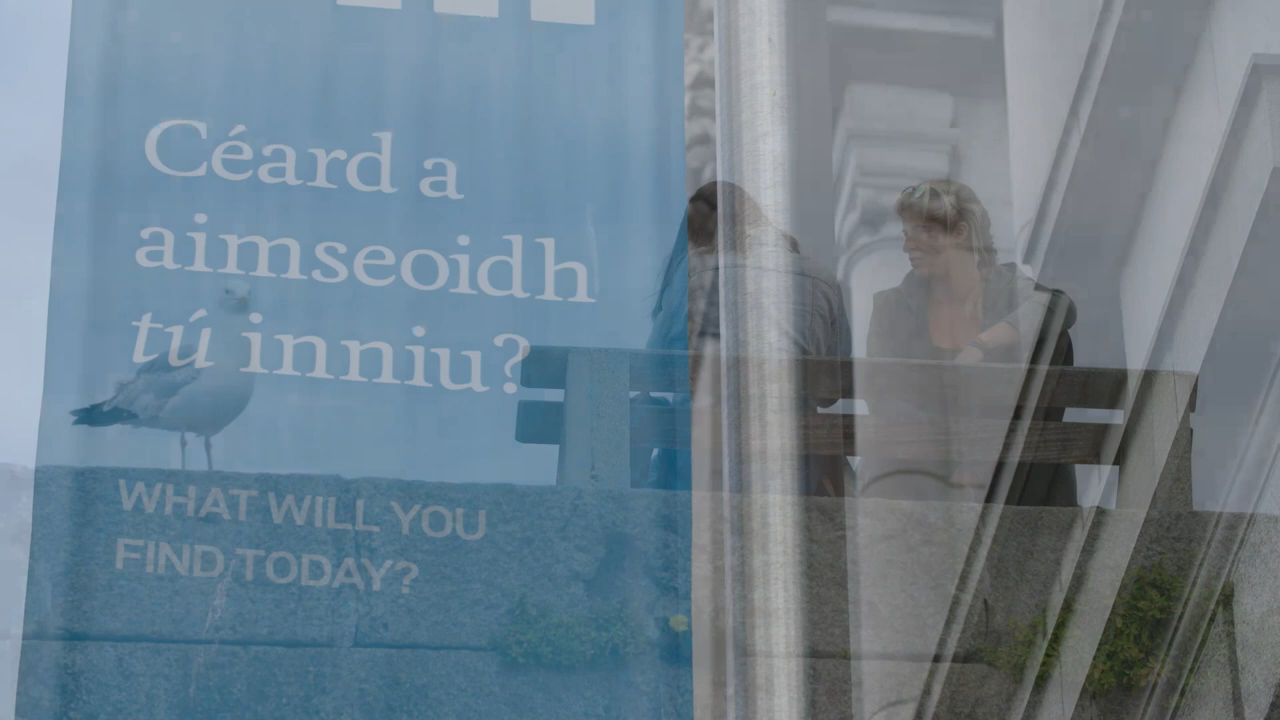 Céard a
aimseoidh
tú inniu?
WHAT WILL YOU
FIND TODAY?